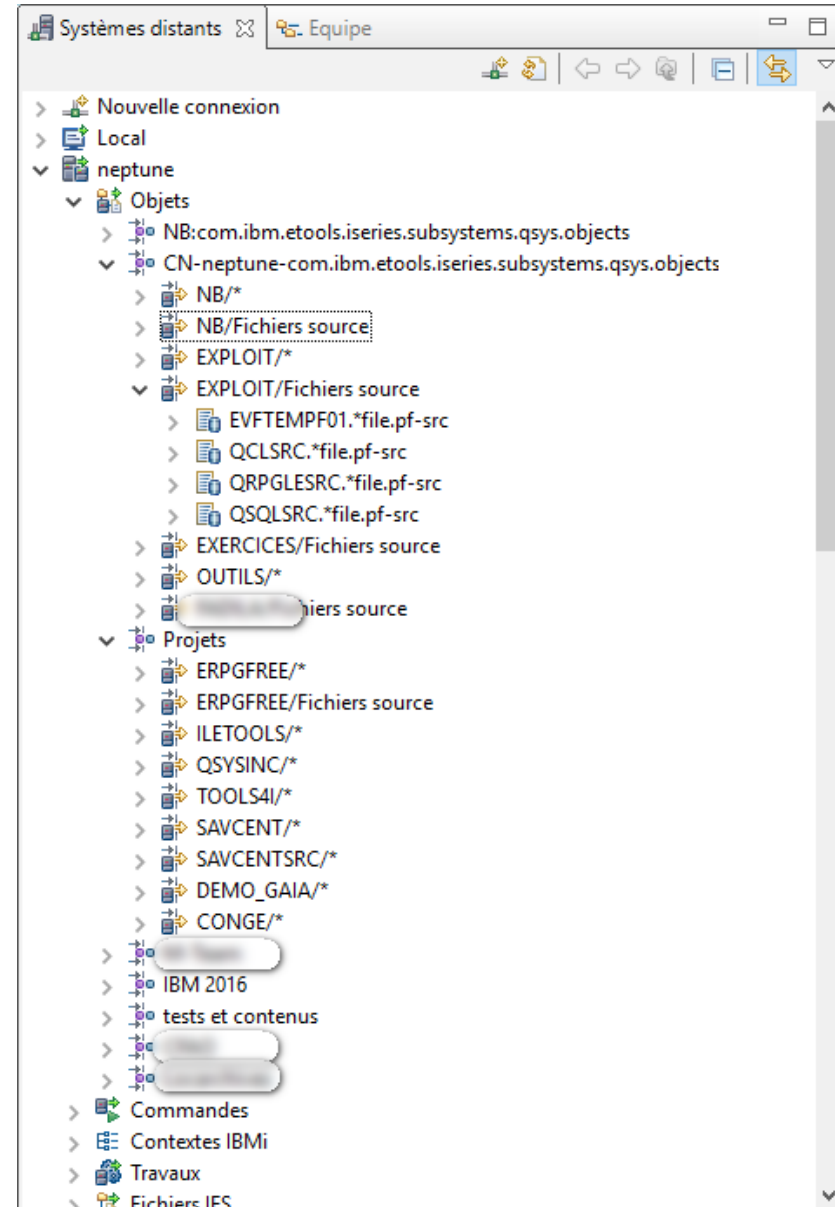 Systèmes distants Equipe
Nouvelle connexion
Local
neptune
Objets
NB:com.ibm.etools.iseries.subsystems.qsys.objects
CN-neptune-com.ibm.etools.iseries.subsystems.qsys.objects
NB/*
NB/Fichiers source
EXPLOIT/*
EXPLOIT/Fichiers source
EVFTEMPF01.*file.pf-src
QCLSRC.*file.pf-src
QRPGLESRC.*file.pf-src
QSQLSRC.*file.pf-src
EXERCICES/Fichiers source
OUTILS/*
hiers source
Projets
ERPGFREE/*
ERPGFREE/Fichiers source
ILETOOLS/*
QSYSINC/*
TOOLS4I/*
SAVCENT/*
SAVCENTSRC/*
DEMO_GAIA/*
CONGE/*
IBM 2016
tests et contenus
Commandes
Contextes IBMi
Travaux
Fichiers IFS